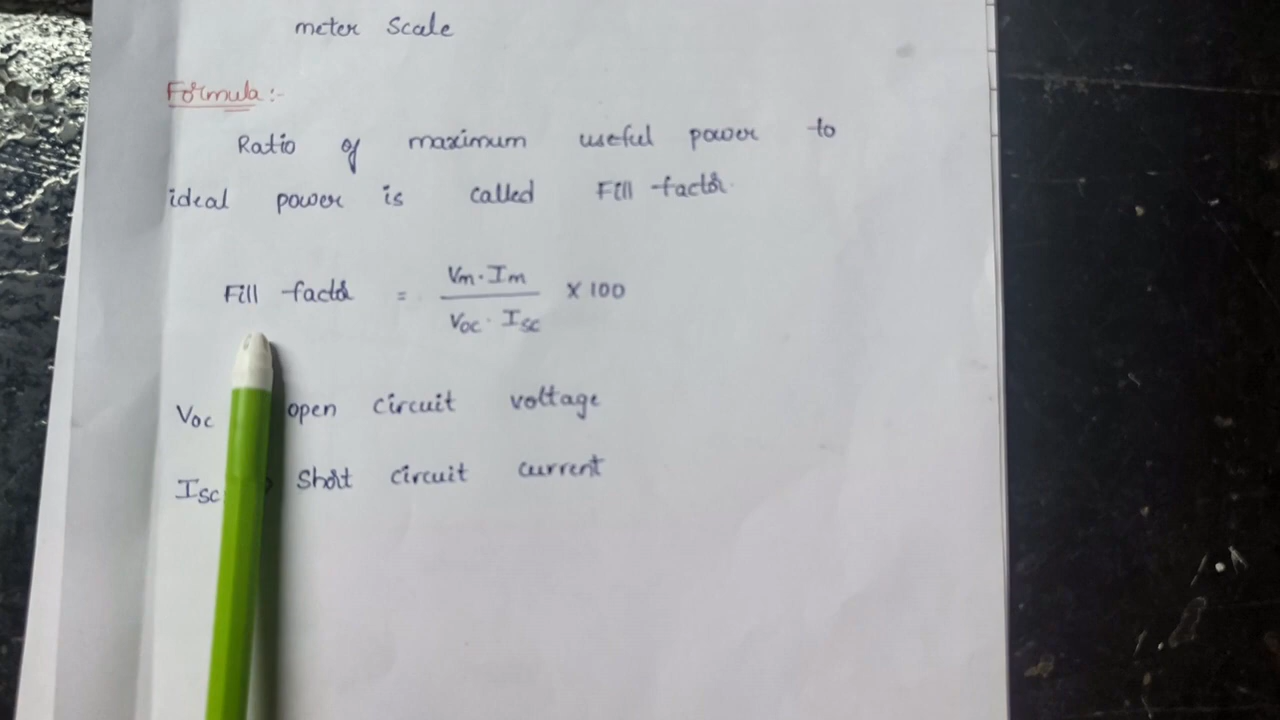 meter Scale
Formula :-
Ratio of maximum useful power to
ideal power is called Fill factor.
Fill factor = Vm . Im / Voc . Isc × 100
Voc open circuit voltage
Isc Short circuit current